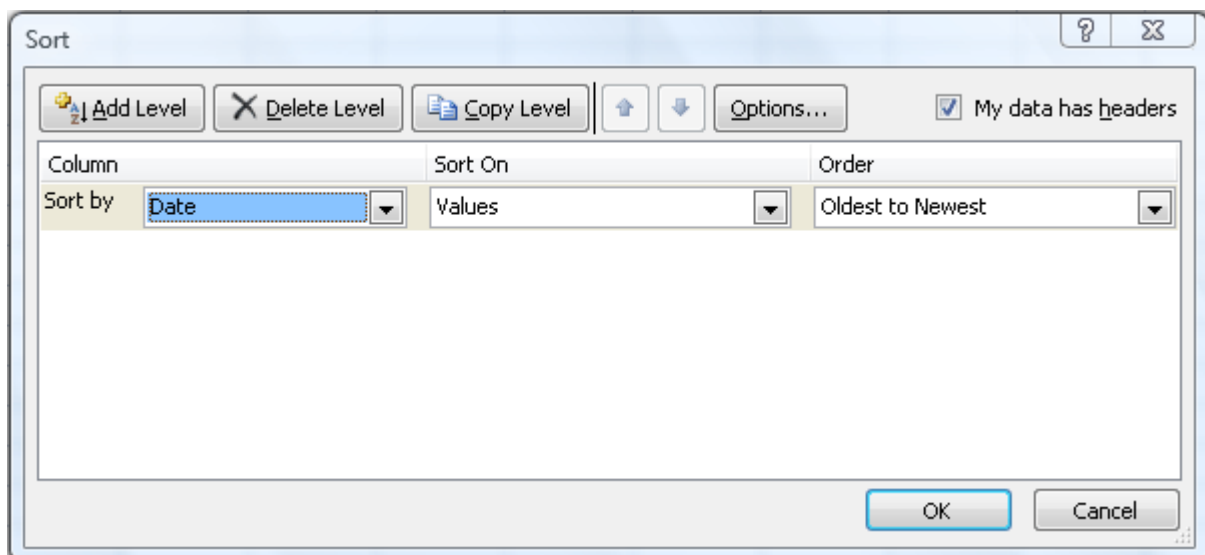 Sort
Add Level Delete Level Copy Level Options... My data has headers
Column Sort On Order
Sort by Date Values Oldest to Newest
OK Cancel